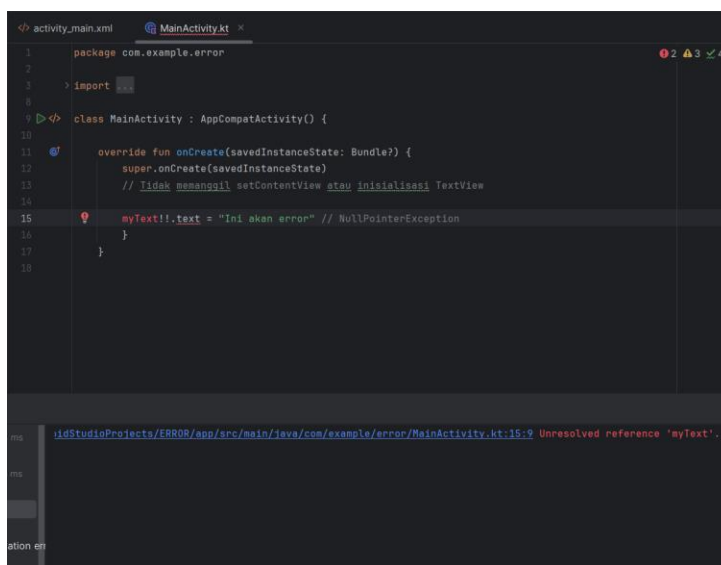 activity_main.xml MainActivity.kt
1 package com.example.error 2 3
2
3 import ...
8
9 class MainActivity : AppCompatActivity() {
10
11 override fun onCreate(savedInstanceState: Bundle?) {
12 super.onCreate(savedInstanceState)
13 // Tidak memanggil setContentView atau inisialisasi TextView
14
15 myText!!.text = "Ini akan error" // NullPointerException
16 }
17 }
18
ms idStudioProjects/ERROR/app/src/main/java/com/example/error/MainActivity.kt:15:9 Unresolved reference 'myText'.
ms
ation err